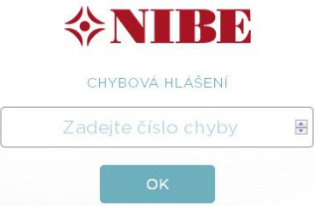 NIBE
CHYBOVÁ HLÁŠENÍ
Zadejte číslo chyby
OK